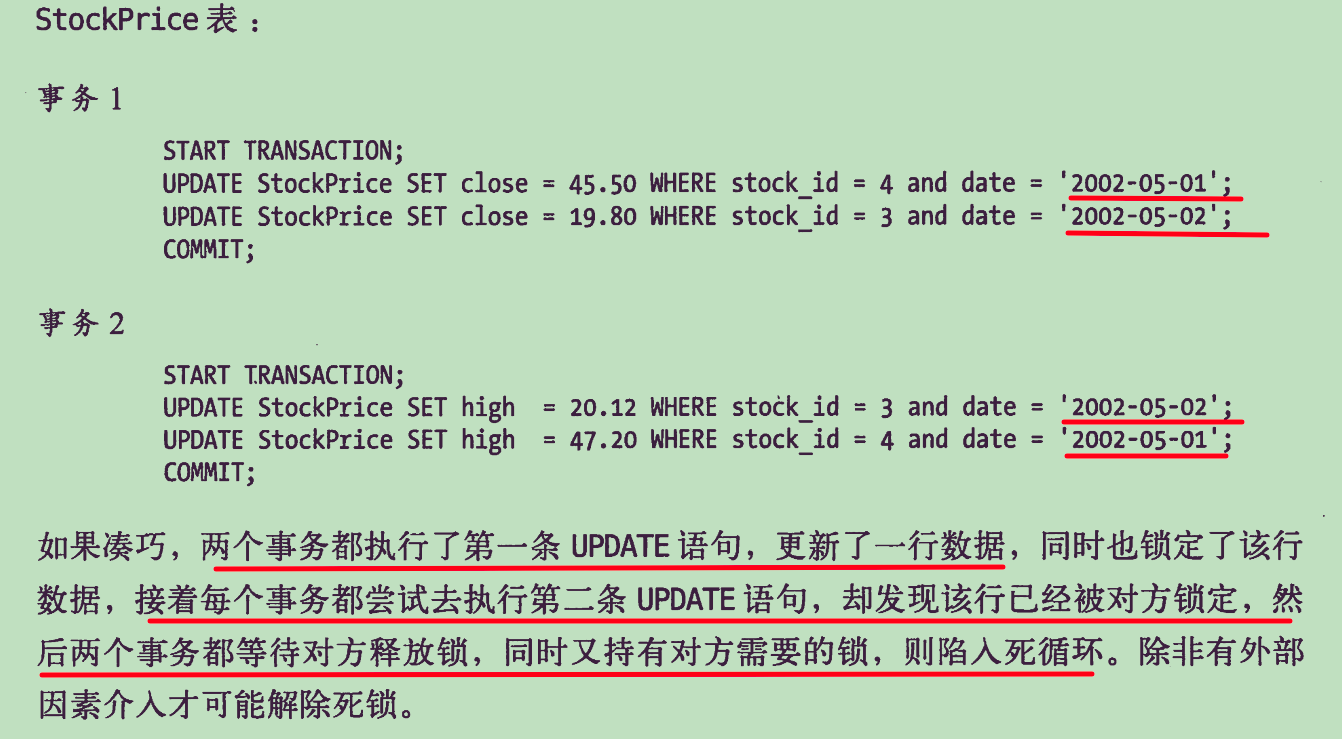 StockPrice 表：
事务 1
START TRANSACTION;
UPDATE StockPrice SET close = 45.50 WHERE stock_id = 4 and date = '2002-05-01';
UPDATE StockPrice SET close = 19.80 WHERE stock_id = 3 and date = '2002-05-02';
COMMIT;
事务 2
START TRANSACTION;
UPDATE StockPrice SET high  = 20.12 WHERE stock_id = 3 and date = '2002-05-02';
UPDATE StockPrice SET high  = 47.20 WHERE stock_id = 4 and date = '2002-05-01';
COMMIT;
如果凑巧，两个事务都执行了第一条 UPDATE 语句，更新了一行数据，同时也锁定了该行
数据，接着每个事务都尝试去执行第二条 UPDATE 语句，却发现该行已经被对方锁定，然
后两个事务都等待对方释放锁，同时又持有对方需要的锁，则陷入死循环。除非有外部
因素介入才可能解除死锁。